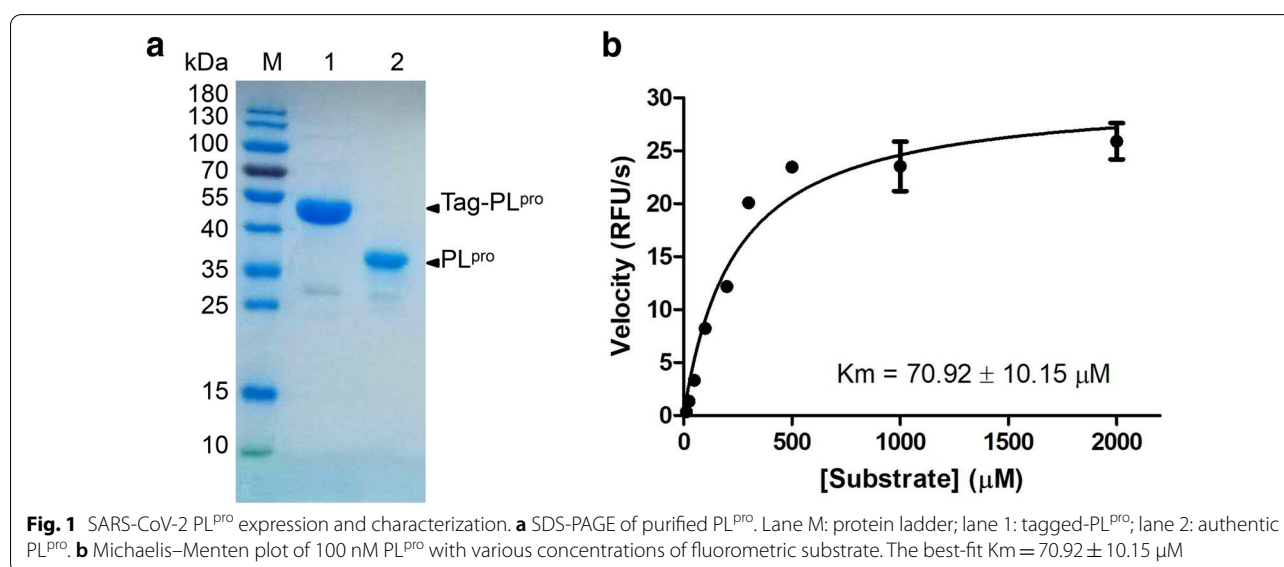 a
kDa M 1 2
180
130
100
70
55
40
35
25
15
10
Tag-PLpro
PLpro
b
Velocity (RFU/s)
30
25
20
15
10
5
0
Km = 70.92 ± 10.15 μM
0 500 1000 1500 2000
[Substrate] (μM)
Fig. 1 SARS-CoV-2 PLpro expression and characterization. a SDS-PAGE of purified PLpro. Lane M: protein ladder; lane 1: tagged-PLpro; lane 2: authentic
PLpro. b Michaelis–Menten plot of 100 nM PLpro with various concentrations of fluorometric substrate. The best-fit Km = 70.92 ± 10.15 μM